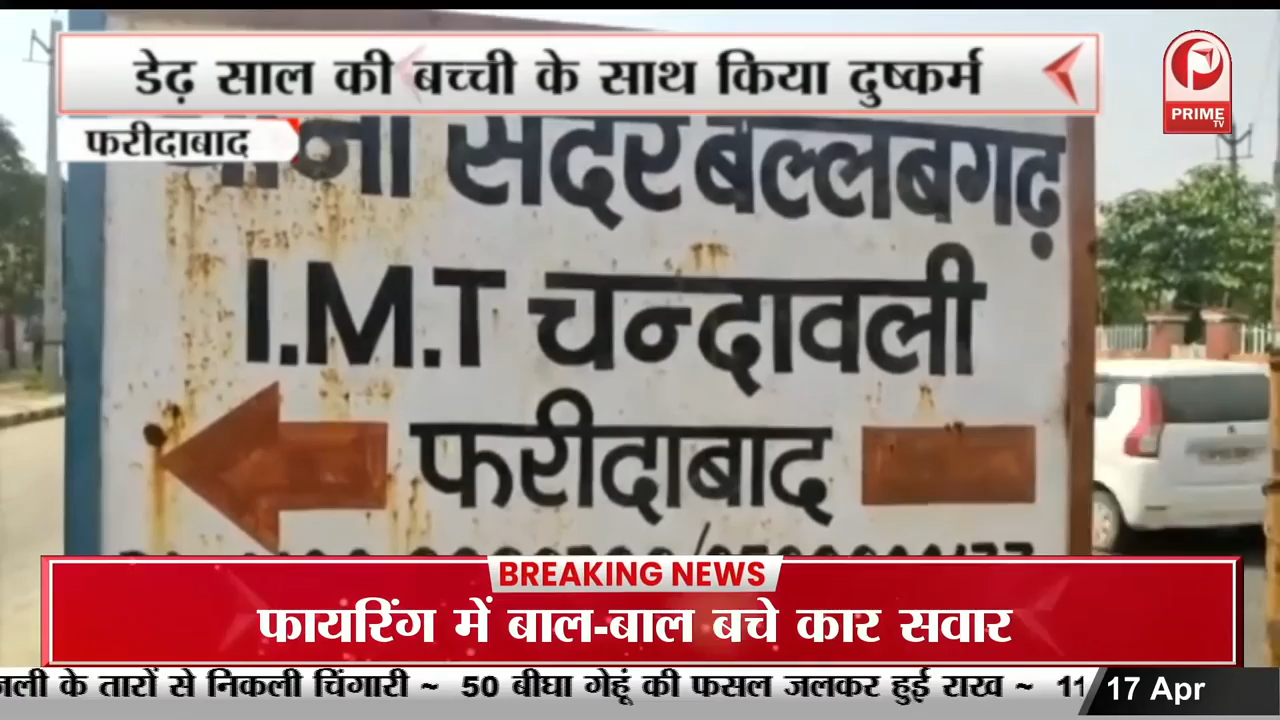 डेढ़ साल की बच्ची के साथ किया दुष्कर्म
PRIME
TV
फरीदाबाद
सदर बल्लबगढ़
I.M.T चन्दावली
फरीदाबाद
BREAKING NEWS
फायरिंग में बाल-बाल बचे कार सवार
के तारों से निकली चिंगारी ~ 50 बीघा गेहूं की फसल जलकर हुई राख ~ 11
17 Apr